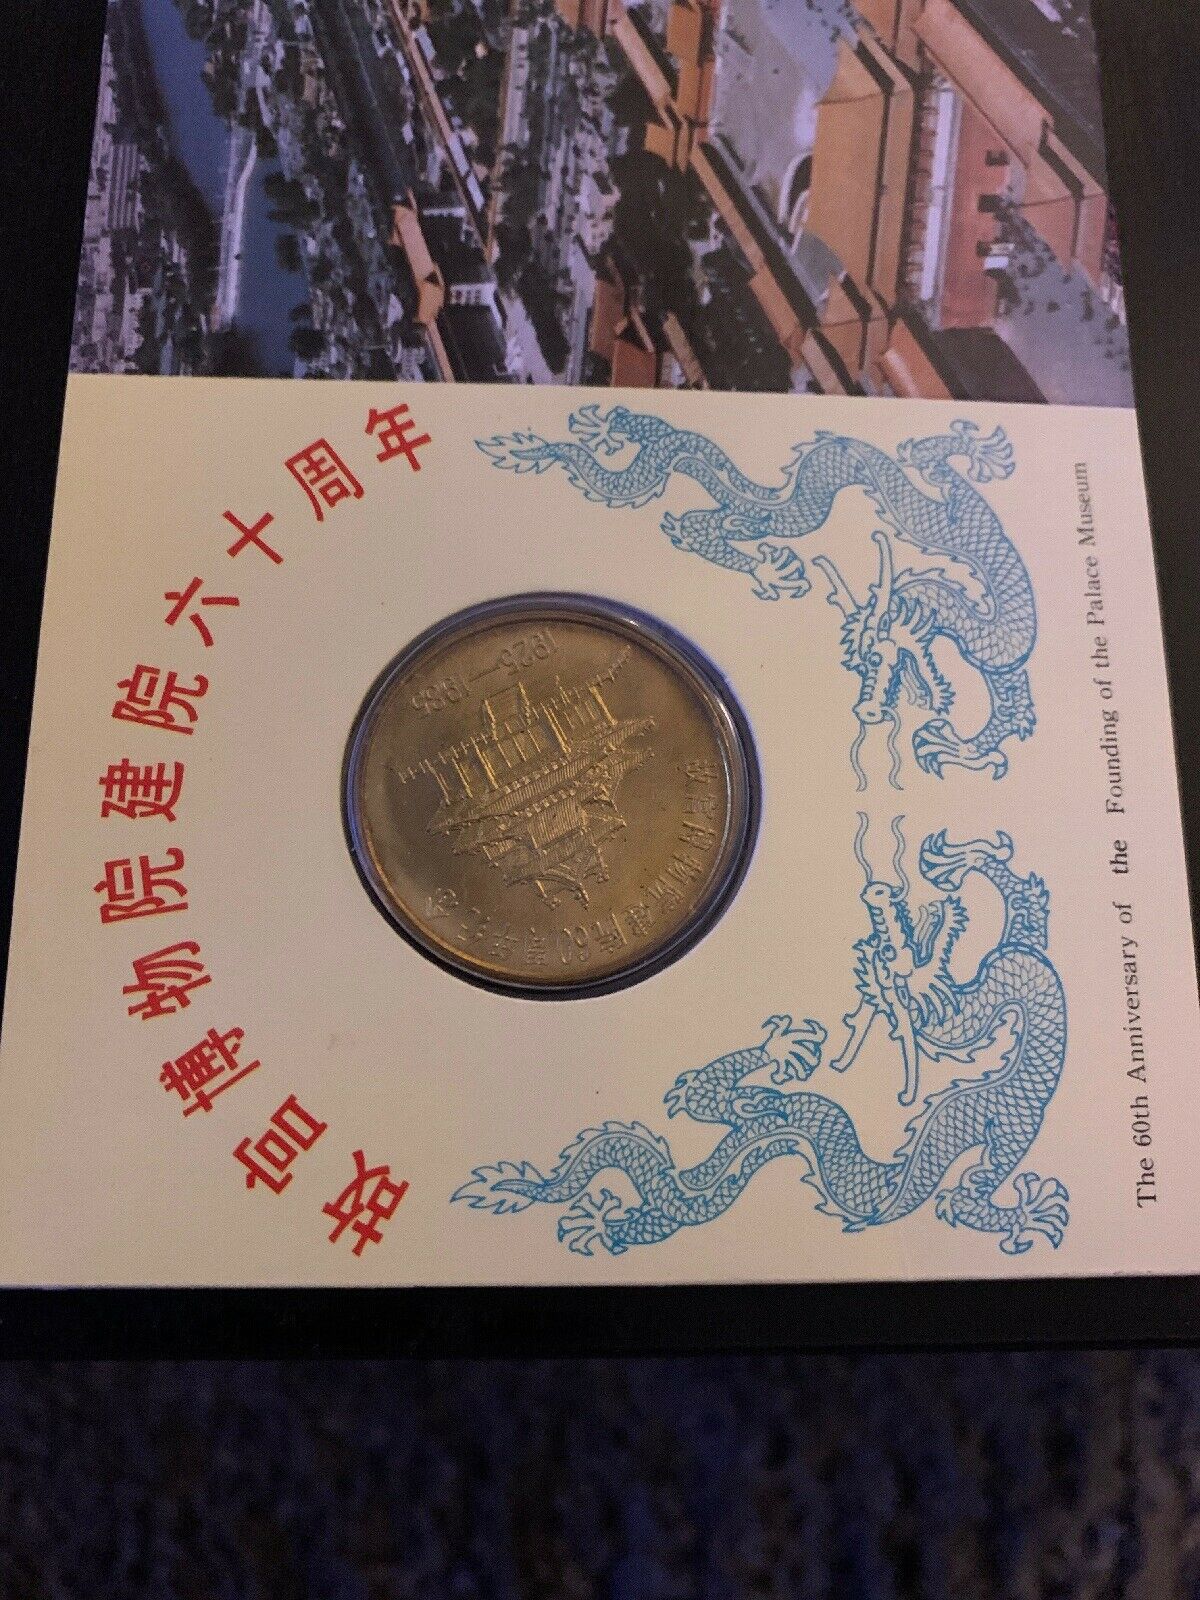 故宫博物院建院六十周年
故宫博物院建院60周年纪念
1925—1985
The 60th Anniversary of the Founding of the Palace Museum